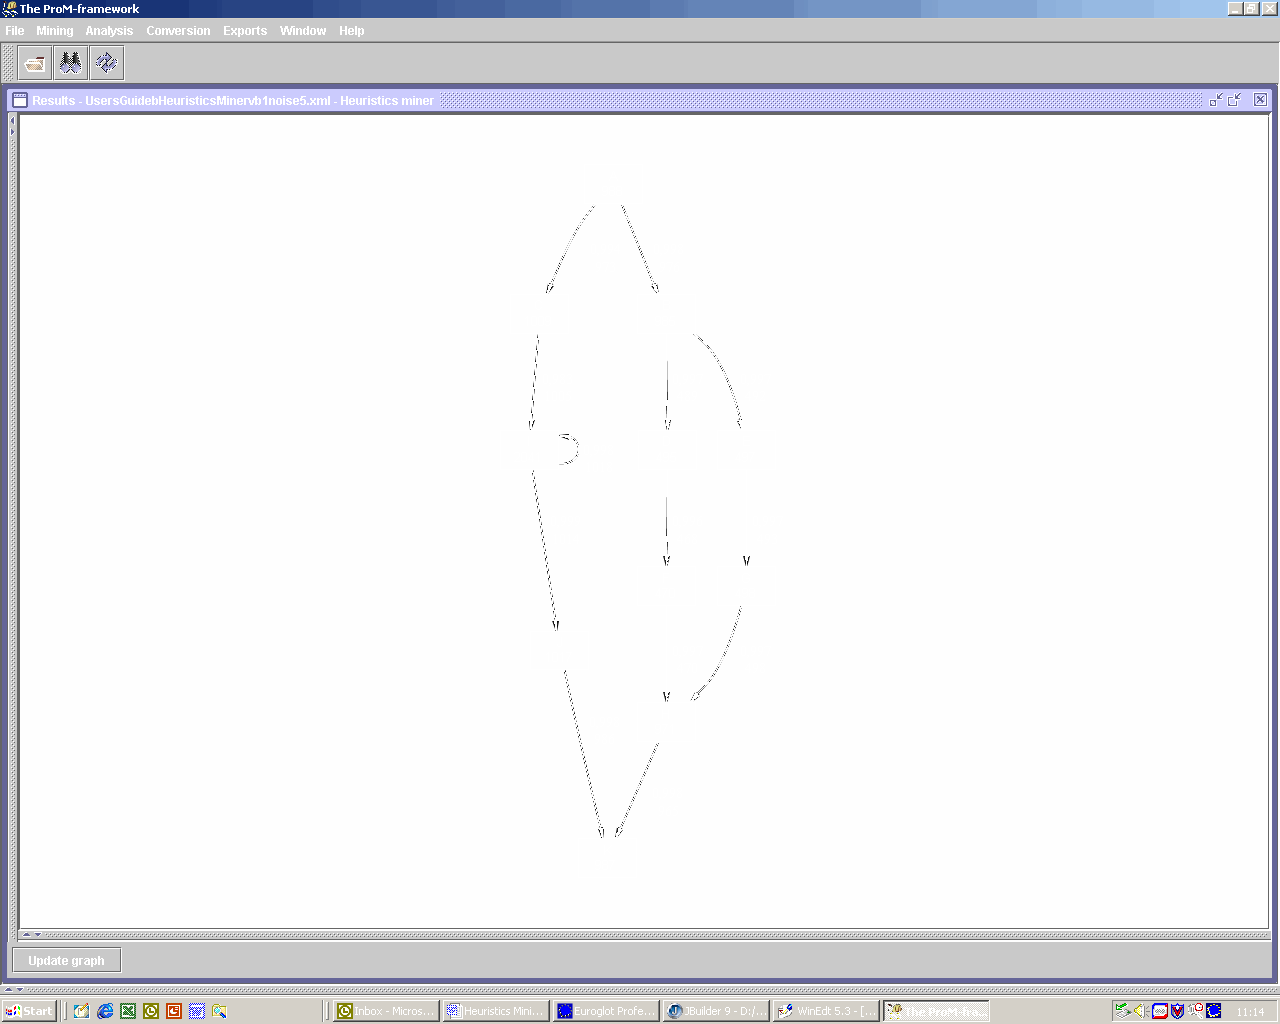 The ProM-framework
File Mining Analysis Conversion Exports Window Help
Results - UsersGuidebHeuristicsMinervb1noise5.xml - Heuristics miner
Update graph
Start Inbox - Micros... Heuristics Mini... Euroglot Profe... JBuilder 9 - D:/... WinEdt 5.3 - [... The ProM-fra... 11:14